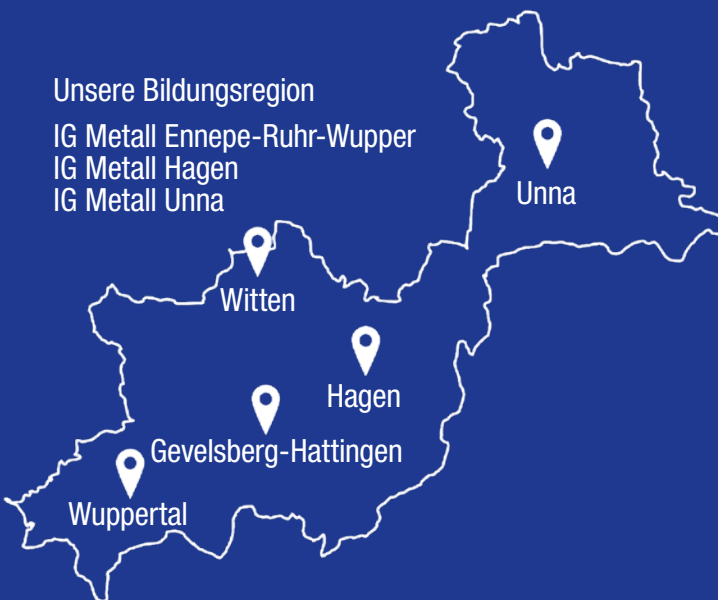 Unsere Bildungsregion
IG Metall Ennepe-Ruhr-Wupper
IG Metall Hagen
IG Metall Unna
Unna
Witten
Hagen
Gevelsberg-Hattingen
Wuppertal